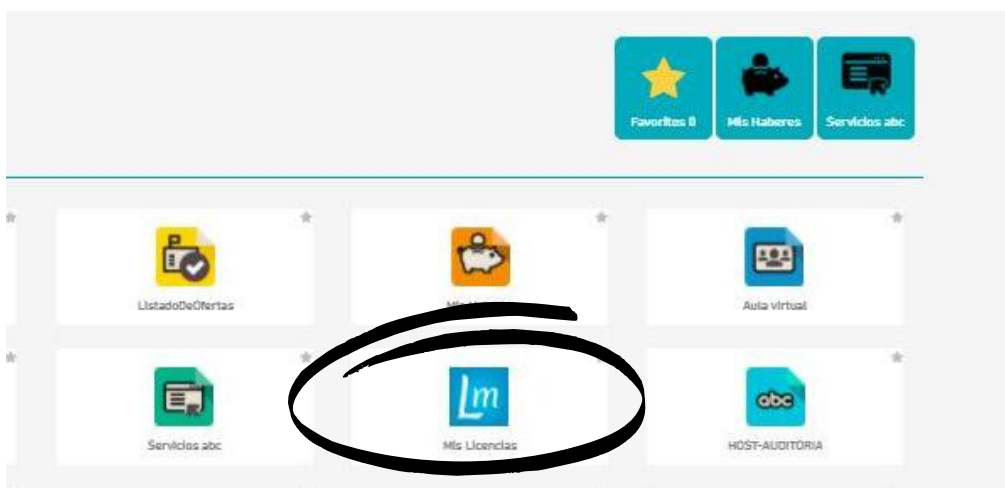 Favoritos 0
Mis Haberes
Servicios abc
ListadoDeOfertas
Aula virtual
Servicios abc
Lm
Mis Licencias
abc
HOST-AUDITORIA